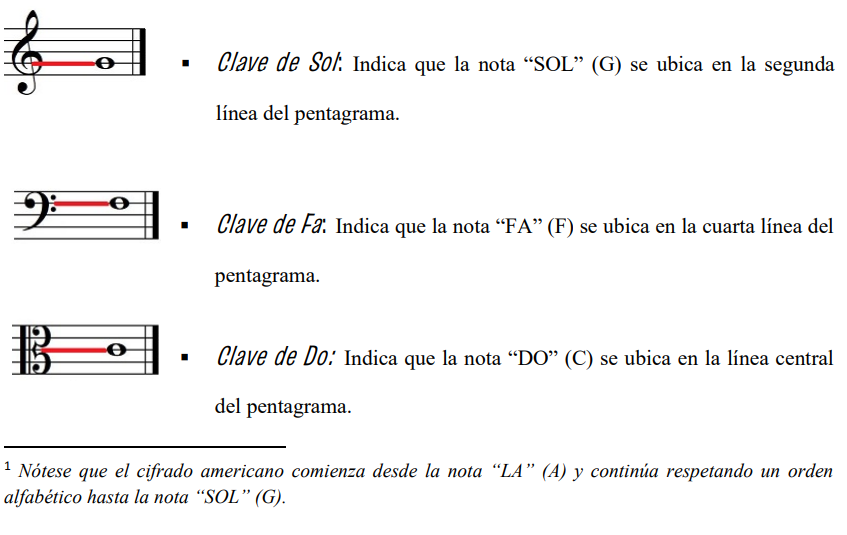 ▪ Clave de Sol: Indica que la nota “SOL” (G) se ubica en la segunda
línea del pentagrama.
▪ Clave de Fa: Indica que la nota “FA” (F) se ubica en la cuarta línea del
pentagrama.
▪ Clave de Do: Indica que la nota “DO” (C) se ubica en la línea central
del pentagrama.
1 Nótese que el cifrado americano comienza desde la nota “LA” (A) y continúa respetando un orden
alfabético hasta la nota “SOL” (G).